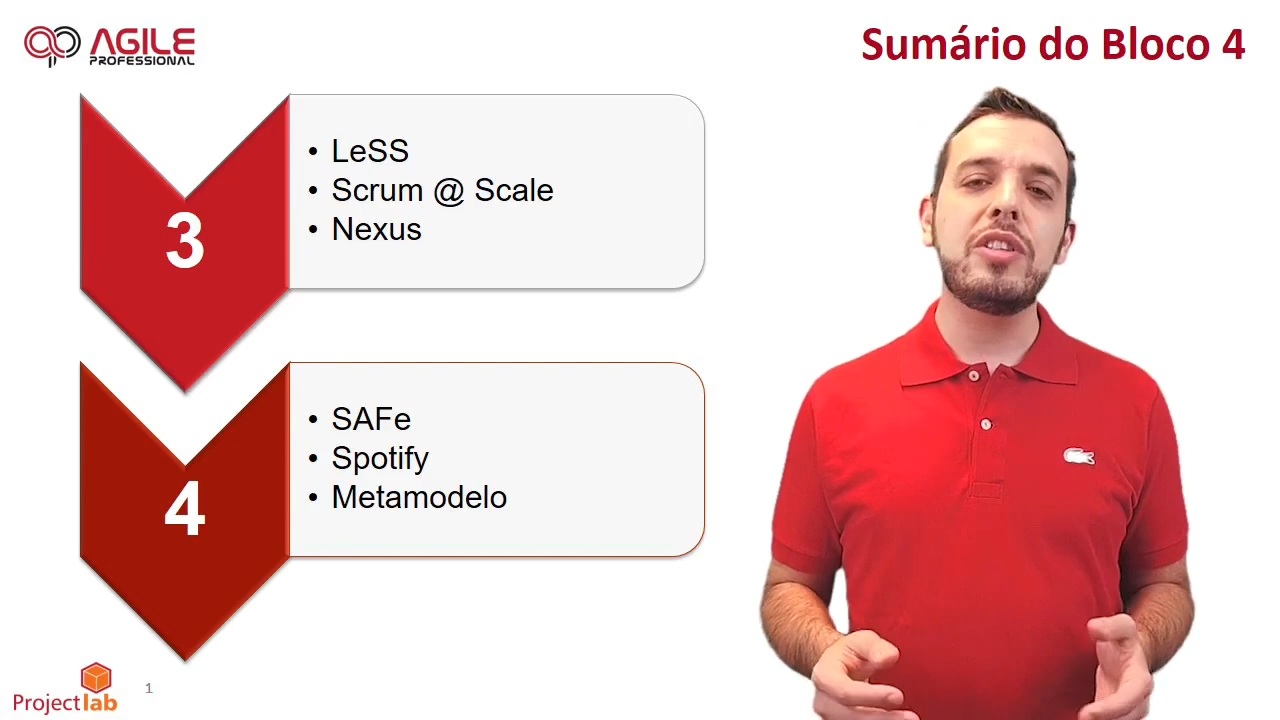 AGILE
PROFESSIONAL
Sumário do Bloco 4
3
• LeSS
• Scrum @ Scale
• Nexus
4
• SAFe
• Spotify
• Metamodelo
Projectlab
1